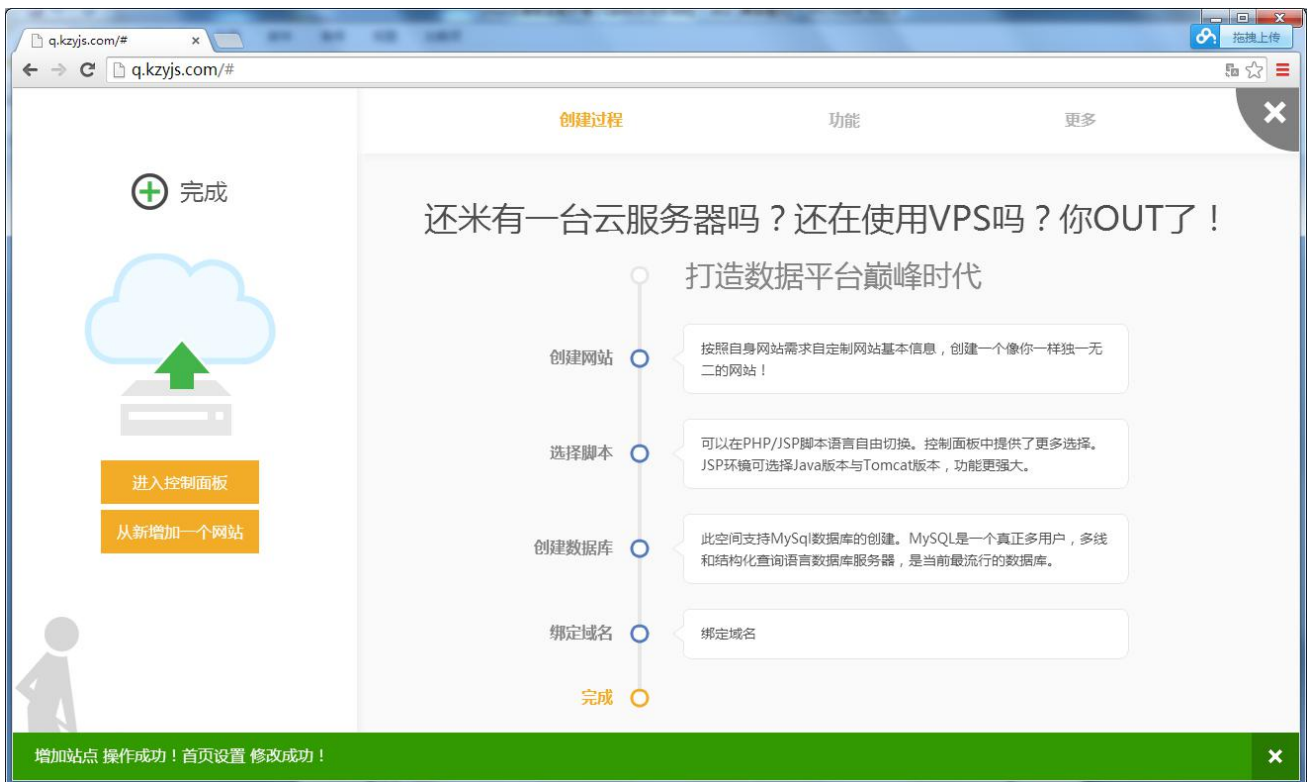 q.kzyjs.com/#
拖拽上传
q.kzyjs.com/#
创建过程
功能
更多
完成
还米有一台云服务器吗？还在使用VPS吗？你OUT了！
打造数据平台巅峰时代
创建网站
按照自身网站需求自定制网站基本信息，创建一个像你一样独一无
二的网站！
选择脚本
可以在PHP/JSP脚本语言自由切换。控制面板中提供了更多选择。
JSP环镜可选择Java版本与Tomcat版本，功能更强大。
进入控制面板
从新增加一个网站
创建数据库
此空间支持MySql数据库的创建。MySQL是一个真正多用户，多线
和结构化查询语言数据库服务器，是当前最流行的数据库。
绑定域名
绑定域名
完成
增加站点 操作成功！首页设置 修改成功！